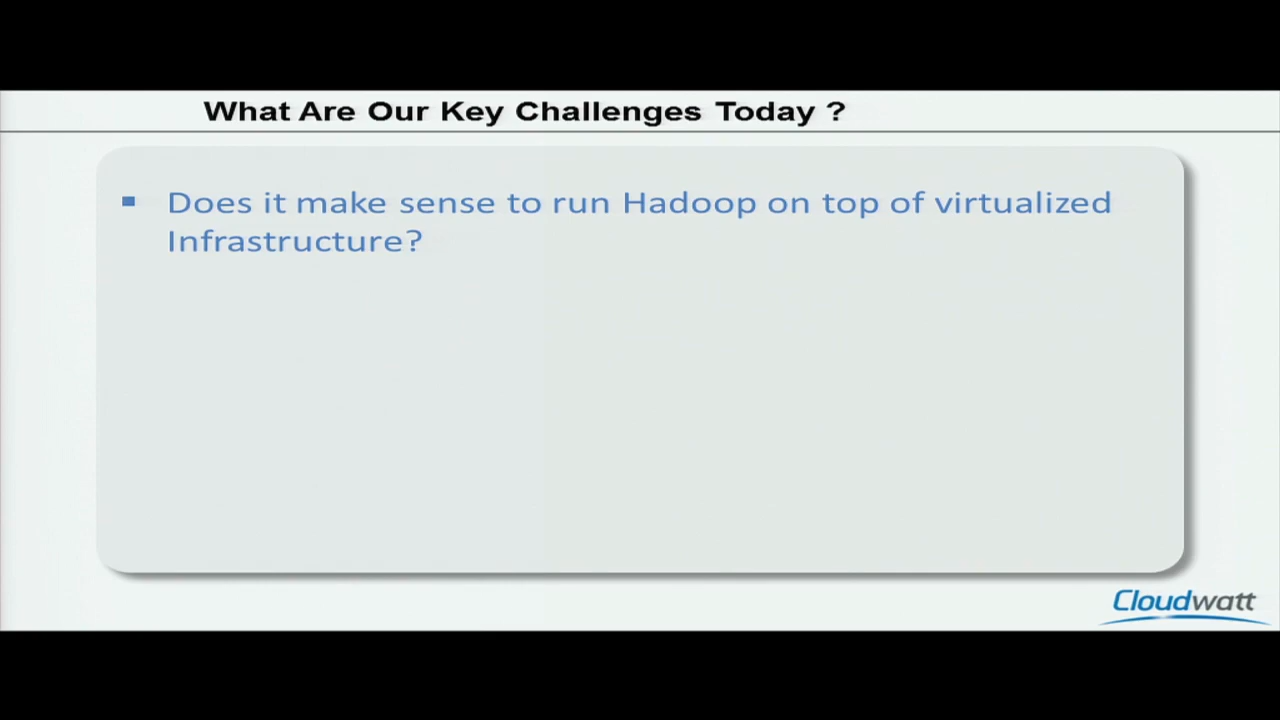 What Are Our Key Challenges Today ?
Does it make sense to run Hadoop on top of virtualized
Infrastructure?
Cloudwatt